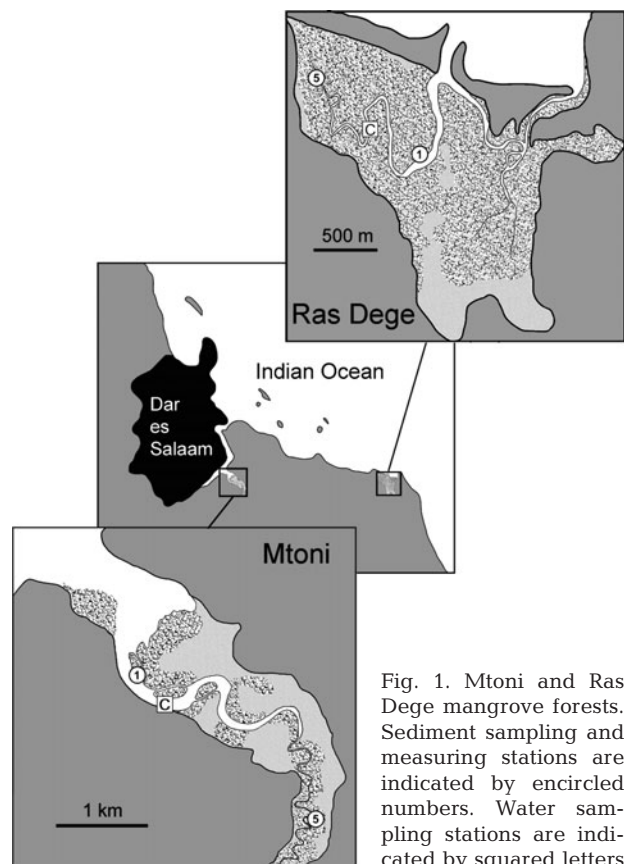 5
C
1
500 m
Ras Dege
Indian Ocean
Dar
es
Salaam
Mtoni
1
C
5
1 km
Fig. 1. Mtoni and Ras
Dege mangrove forests.
Sediment sampling and
measuring stations are
indicated by encircled
numbers. Water sam-
pling stations are indi-
cated by squared letters